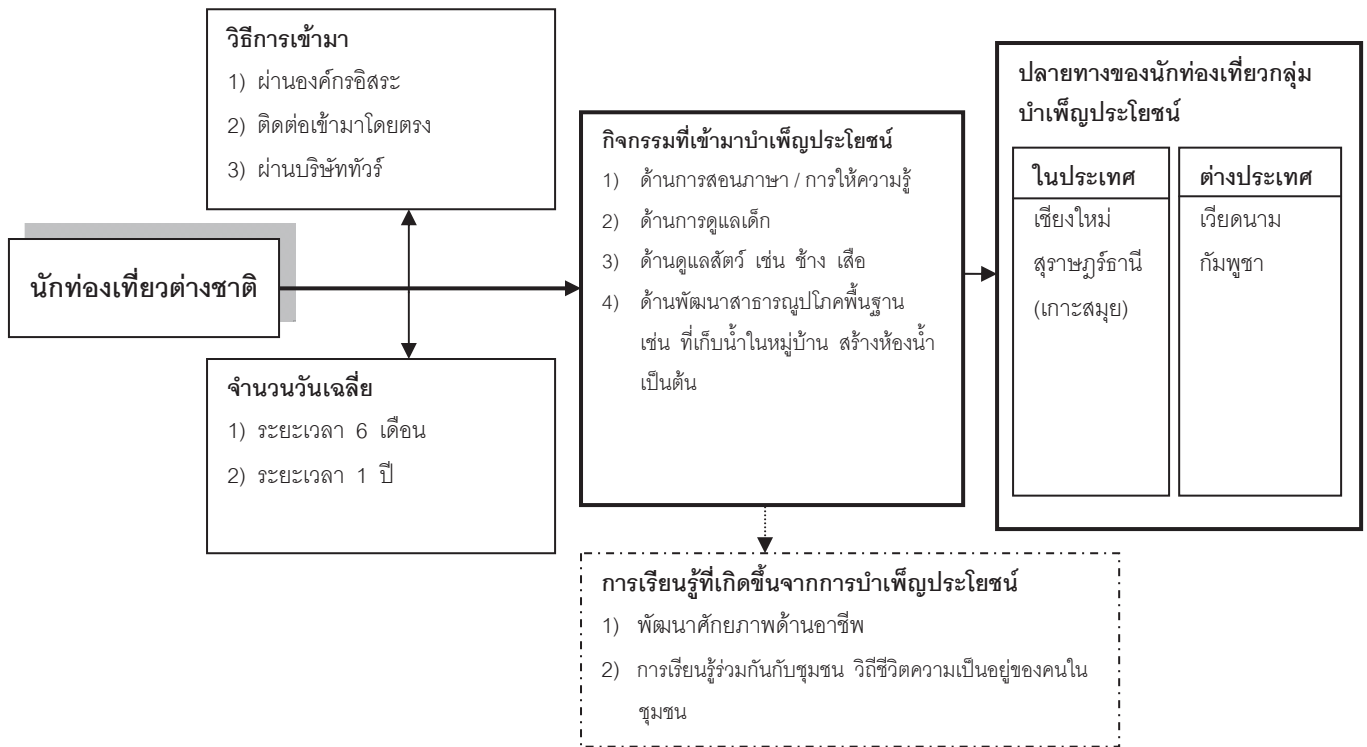 วิธีการเข้ามา
1) ผ่านองค์กรอิสระ
2) ติดต่อเข้ามาโดยตรง
3) ผ่านบริษัททัวร์
นักท่องเที่ยวต่างชาติ
จำนวนวันเฉลี่ย
1) ระยะเวลา 6 เดือน
2) ระยะเวลา 1 ปี
กิจกรรมที่เข้ามาบำเพ็ญประโยชน์
1) ด้านการสอนภาษา / การให้ความรู้
2) ด้านการดูแลเด็ก
3) ด้านดูแลสัตว์ เช่น ช้าง เสือ
4) ด้านพัฒนาสาธารณูปโภคพื้นฐาน
เช่น ที่เก็บน้ำในหมู่บ้าน สร้างห้องน้ำ
เป็นต้น
ปลายทางของนักท่องเที่ยวกลุ่ม
บำเพ็ญประโยชน์
ในประเทศ
เชียงใหม่
สุราษฎร์ธานี
(เกาะสมุย)
ต่างประเทศ
เวียดนาม
กัมพูชา
การเรียนรู้ที่เกิดขึ้นจากการบำเพ็ญประโยชน์
1) พัฒนาศักยภาพด้านอาชีพ
2) การเรียนรู้ร่วมกันกับชุมชน วิถีชีวิตความเป็นอยู่ของคนใน
ชุมชน